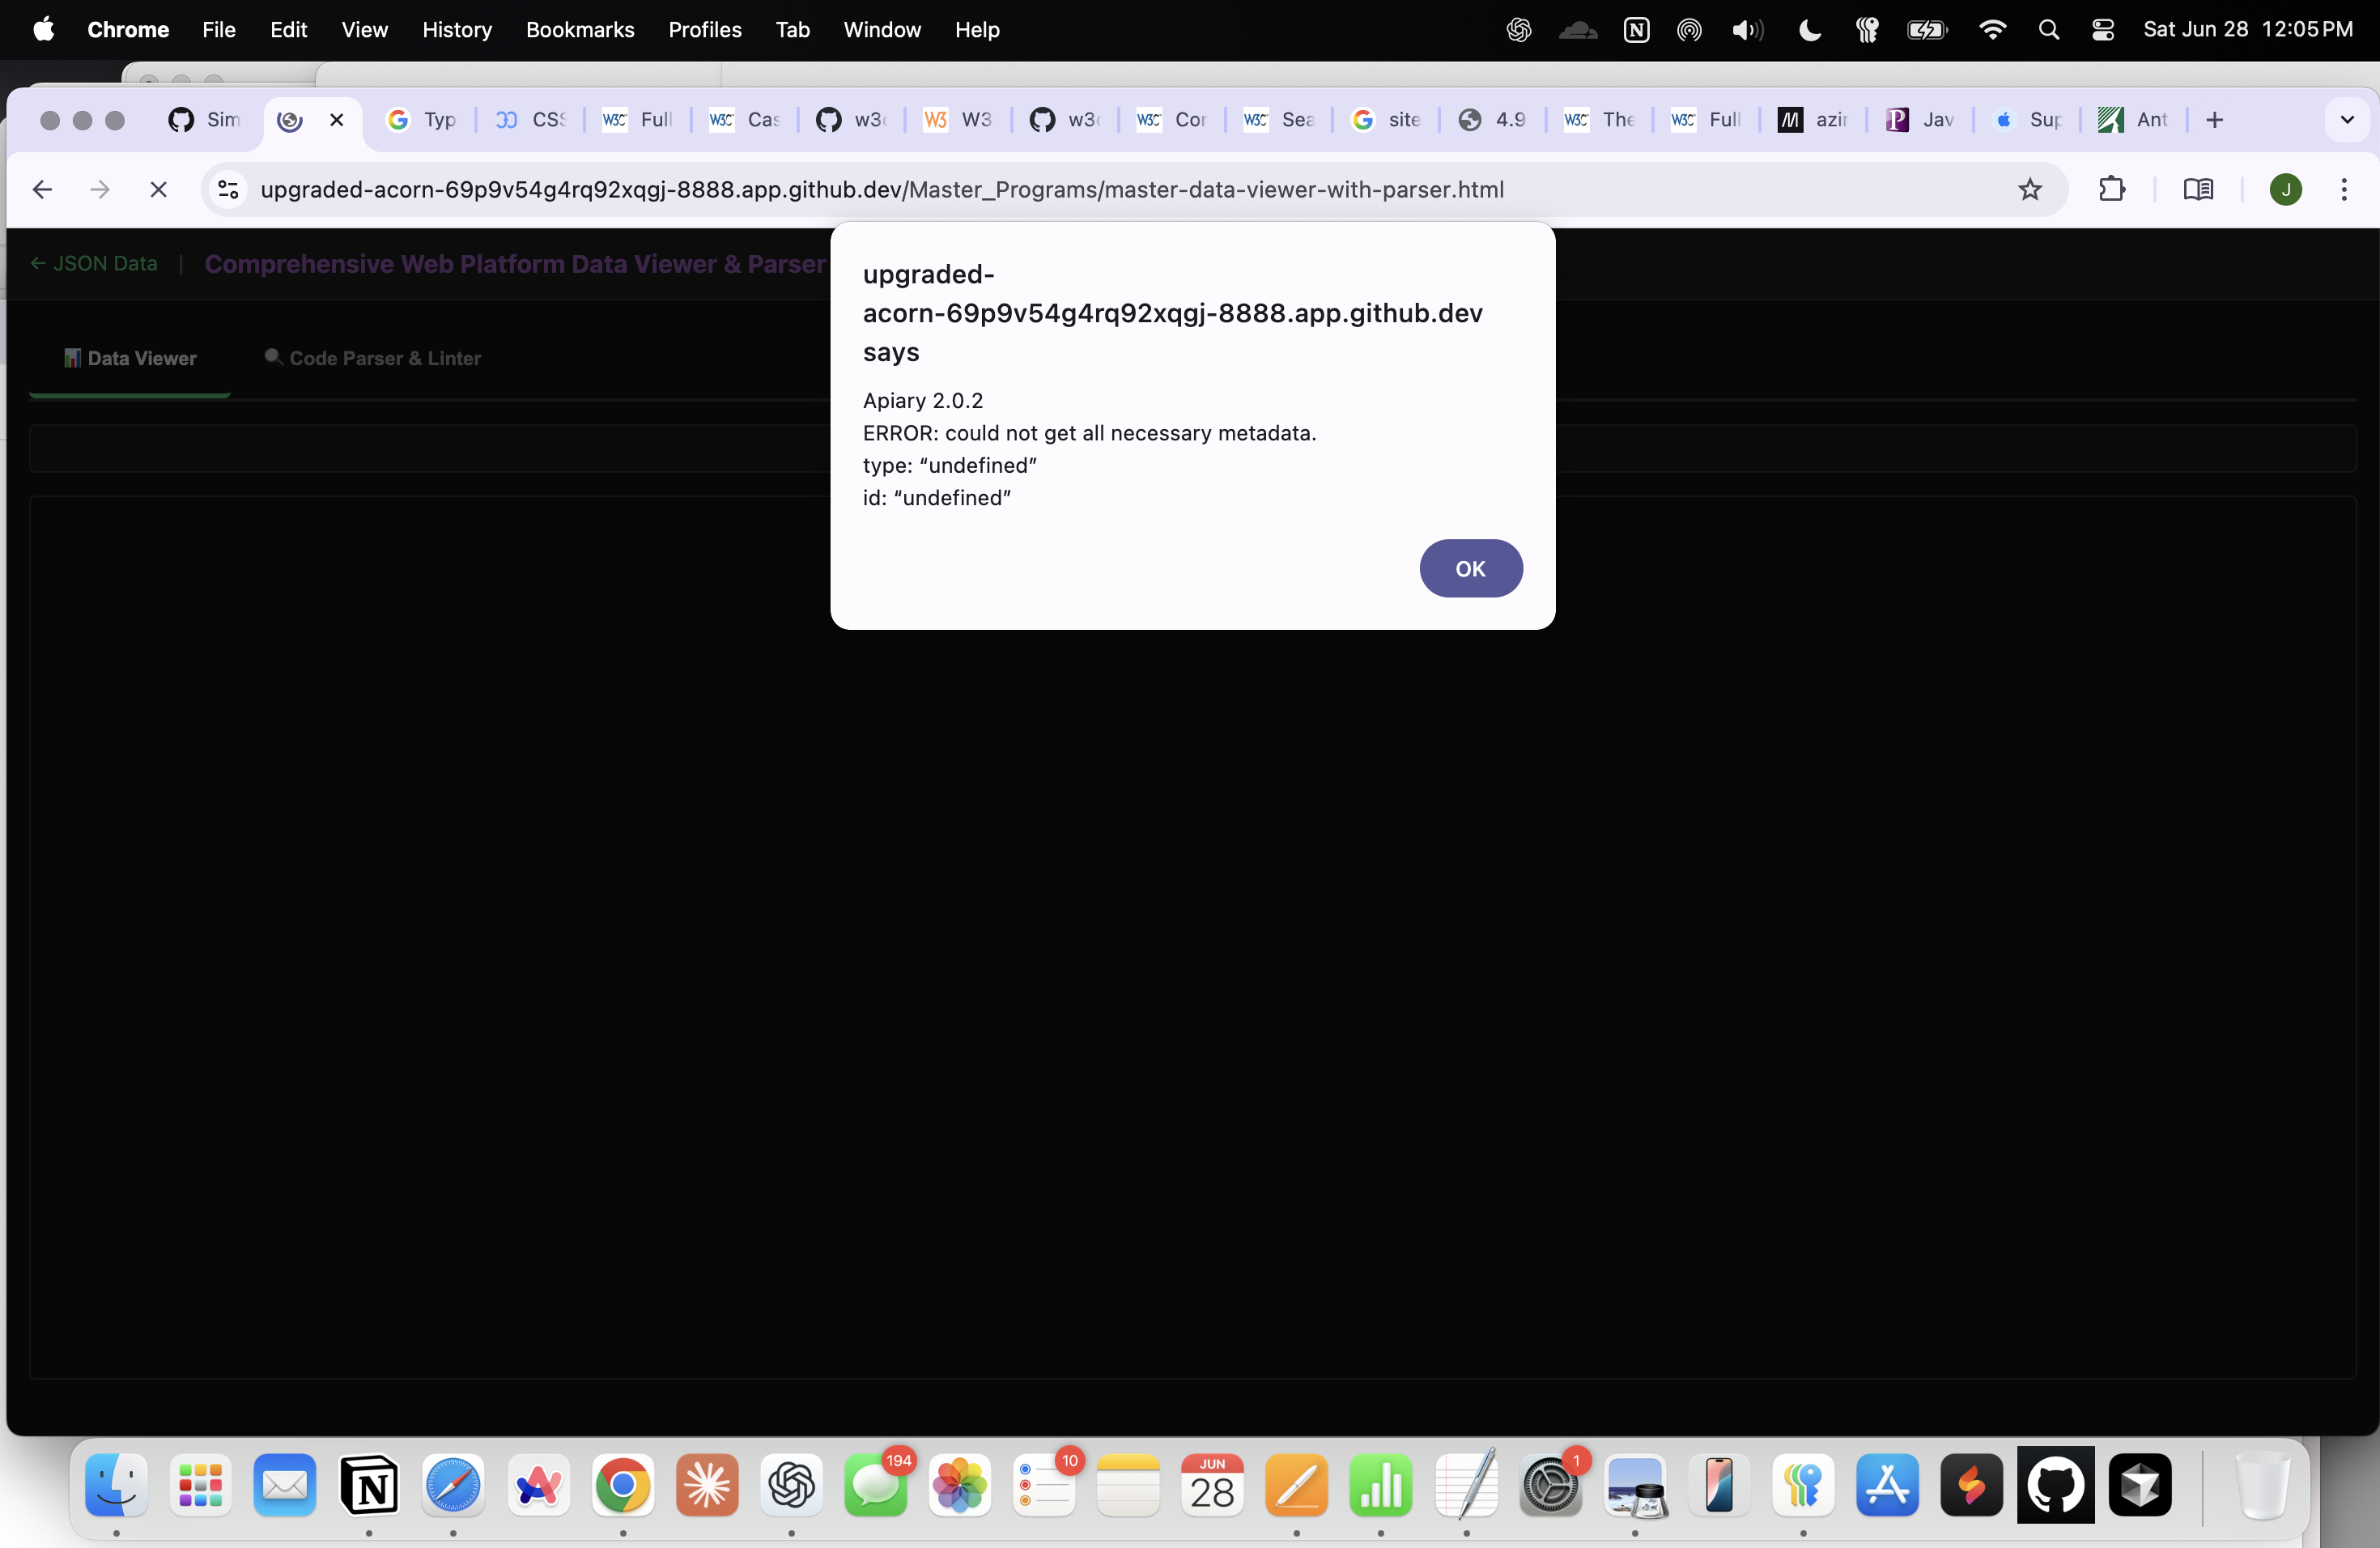 Chrome File Edit View History Bookmarks Profiles Tab Window Help Sat Jun 28 12:05 PM
Sim Typ CSS Full Cas w3c W3 w3c Cor Sea site 4.9 The Full azir Jav Sup Ant
upgraded-acorn-69p9v54g4rq92xqgj-8888.app.github.dev/Master_Programs/master-data-viewer-with-parser.html J
← JSON Data | Comprehensive Web Platform Data Viewer & Parser
Data Viewer Code Parser & Linter
upgraded-
acorn-69p9v54g4rq92xqgj-8888.app.github.dev
says
Apiary 2.0.2
ERROR: could not get all necessary metadata.
type: “undefined”
id: “undefined”
OK
194 10 JUN 28 1